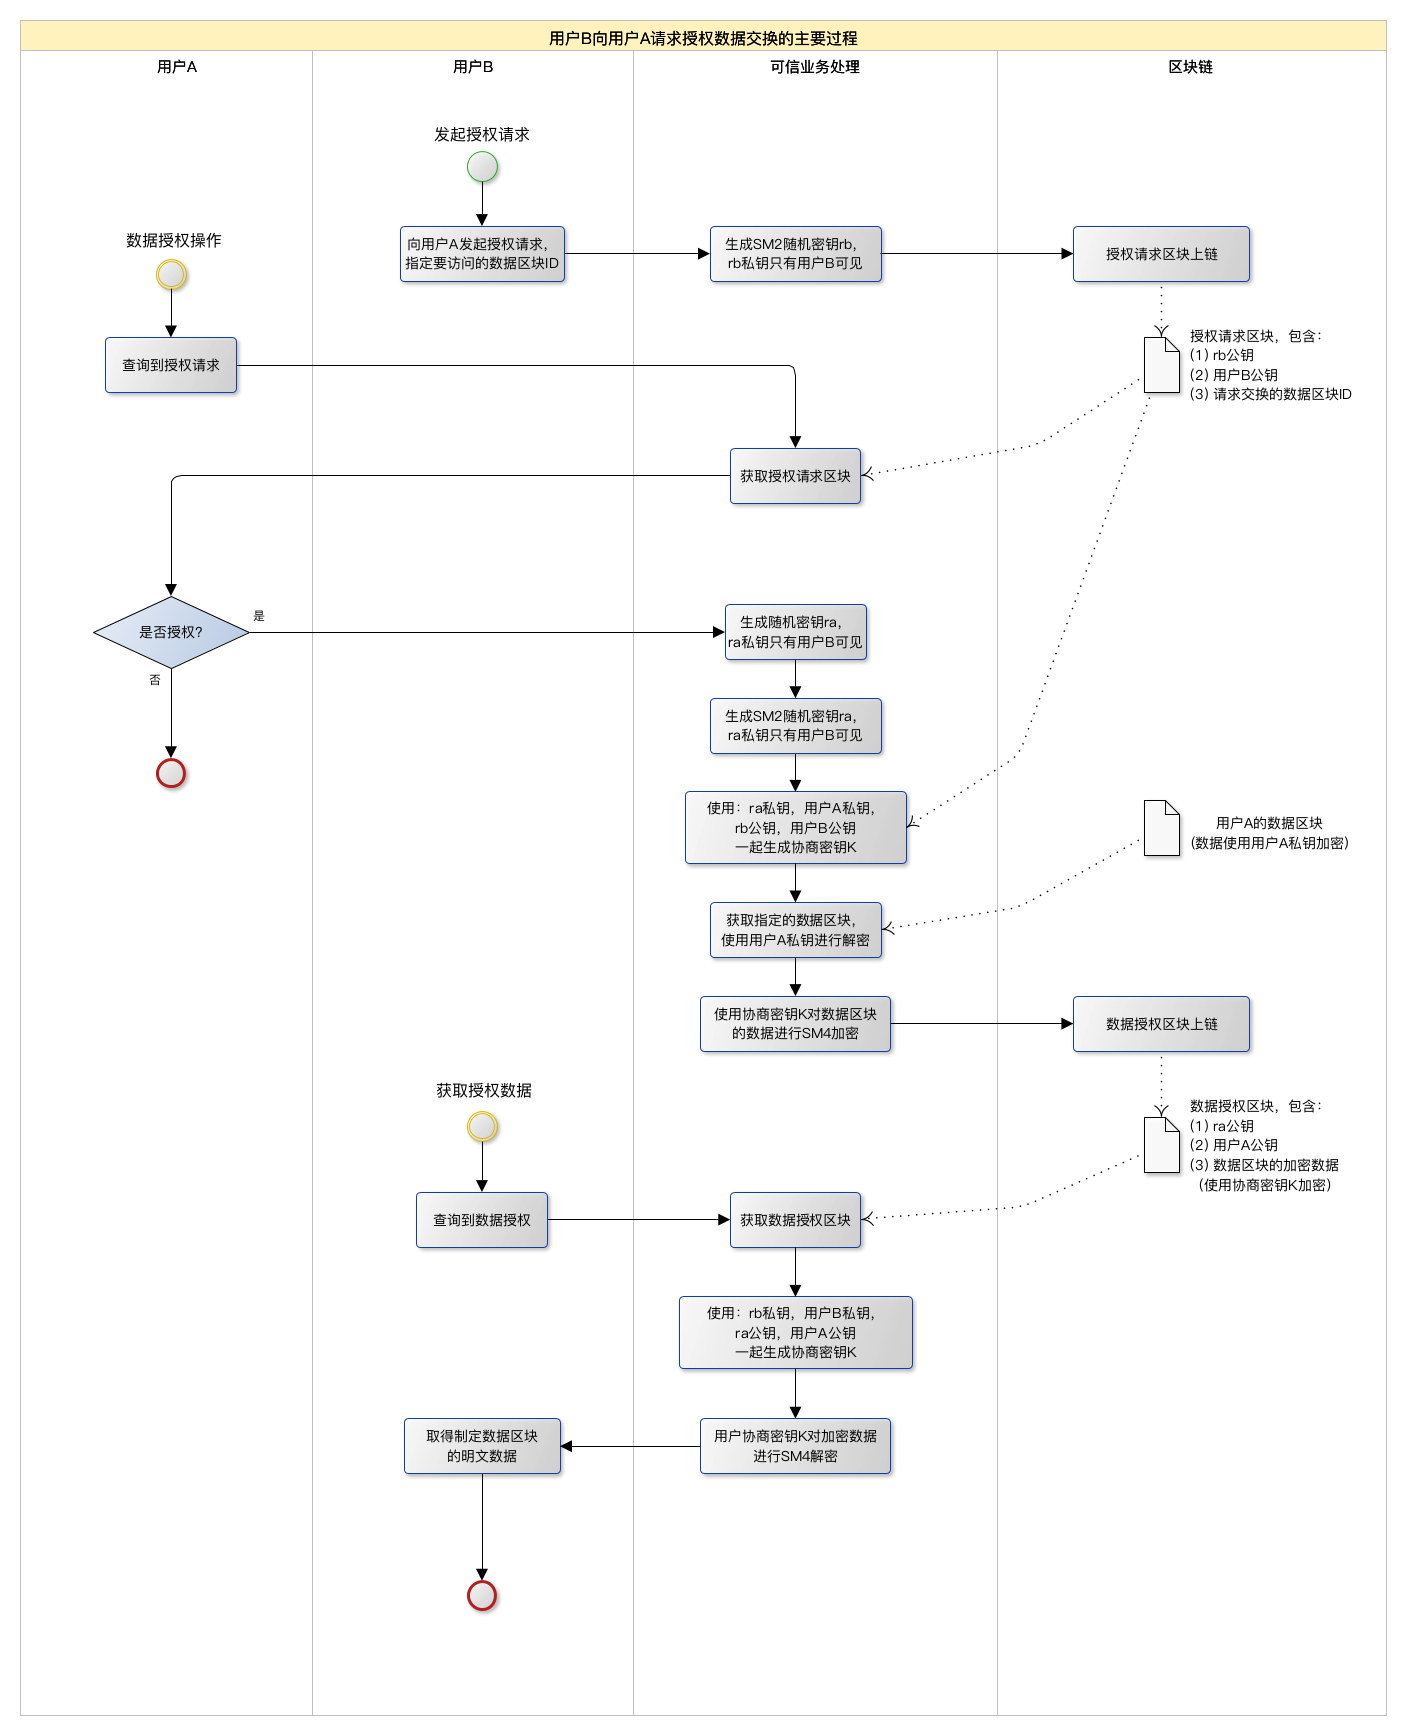 用户B向用户A请求授权数据交换的主要过程
用户A
用户B
可信业务处理
区块链
发起授权请求
向用户A发起授权请求，
指定要访问的数据区块ID
生成SM2随机密钥rb，
rb私钥只有用户B可见
授权请求区块上链
数据授权操作
查询到授权请求
授权请求区块，包含：
(1) rb公钥
(2) 用户B公钥
(3) 请求交换的数据区块ID
获取授权请求区块
是否授权?
是
否
生成随机密钥ra，
ra私钥只有用户B可见
生成SM2随机密钥ra，
ra私钥只有用户B可见
使用：ra私钥，用户A私钥，
rb公钥，用户B公钥
一起生成协商密钥K
用户A的数据区块
(数据使用用户A私钥加密)
获取指定的数据区块，
使用用户A私钥进行解密
使用协商密钥K对数据区块
的数据进行SM4加密
数据授权区块上链
获取授权数据
数据授权区块，包含：
(1) ra公钥
(2) 用户A公钥
(3) 数据区块的加密数据
（使用协商密钥K加密）
查询到数据授权
获取数据授权区块
使用：rb私钥，用户B私钥，
ra公钥，用户A公钥
一起生成协商密钥K
取得制定数据区块
的明文数据
用户协商密钥K对加密数据
进行SM4解密